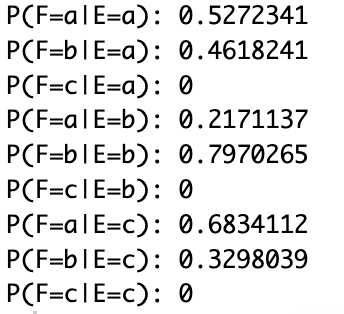 P(F=a|E=a): 0.5272341
P(F=b|E=a): 0.4618241
P(F=c|E=a): 0
P(F=a|E=b): 0.2171137
P(F=b|E=b): 0.7970265
P(F=c|E=b): 0
P(F=a|E=c): 0.6834112
P(F=b|E=c): 0.3298039
P(F=c|E=c): 0